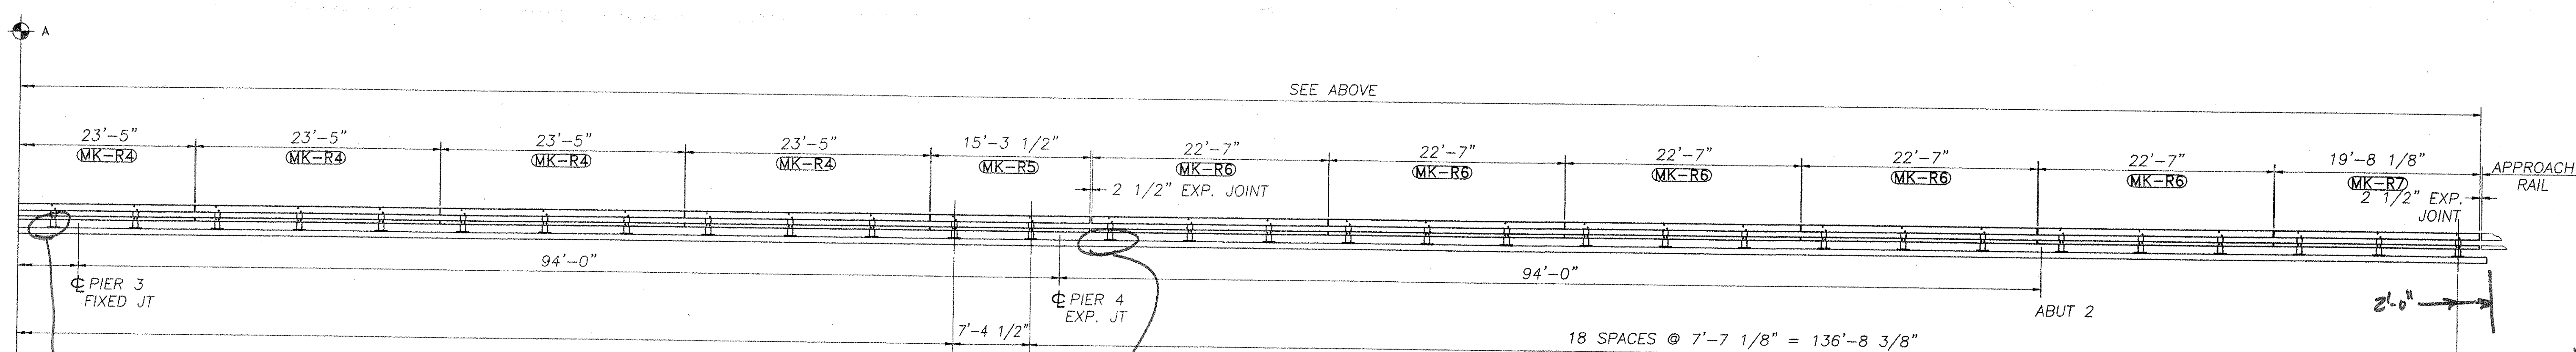 A
SEE ABOVE
23'-5" 23'-5" 23'-5" 23'-5" 15'-3 1/2" 22'-7" 22'-7" 22'-7" 22'-7" 22'-7" 19'-8 1/8"
MK-R4 MK-R4 MK-R4 MK-R4 MK-R5 MK-R6 MK-R6 MK-R6 MK-R6 MK-R6 MK-R7
APPROACH
RAIL
2 1/2" EXP. JOINT
2 1/2" EXP.
JOINT
94'-0" 94'-0"
℄ PIER 3
FIXED JT
℄ PIER 4
EXP. JT
ABUT 2
2'-0"
7'-4 1/2"
18 SPACES @ 7'-7 1/8" = 136'-8 3/8"